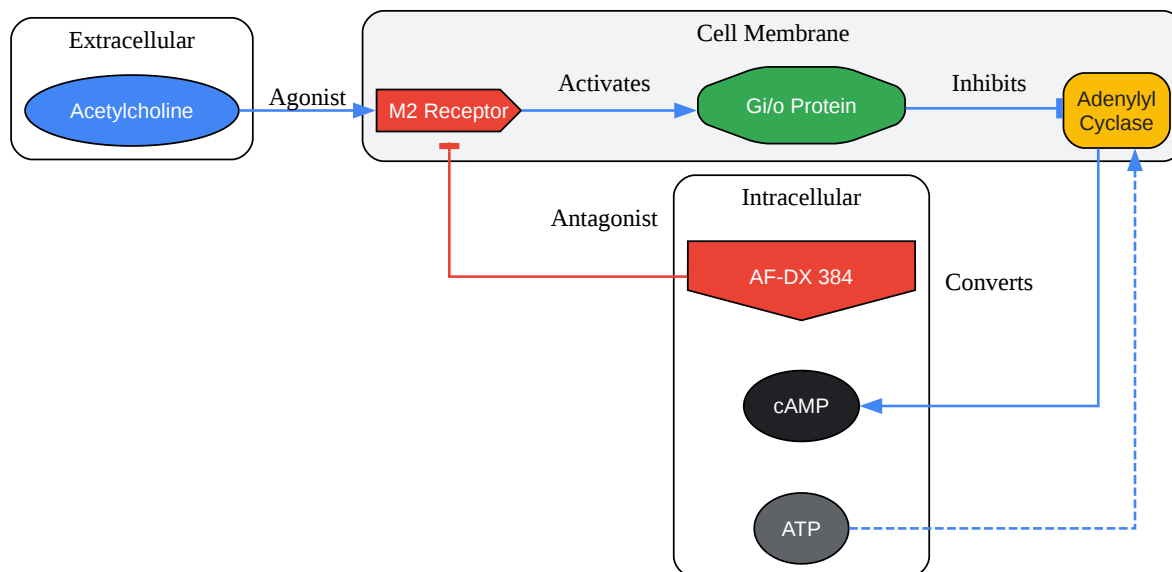 Extracellular
Cell Membrane
Acetylcholine
Agonist
M2 Receptor
Activates
Gi/o Protein
Inhibits
Adenylyl
Cyclase
Intracellular
Antagonist
AF-DX 384
Converts
cAMP
ATP